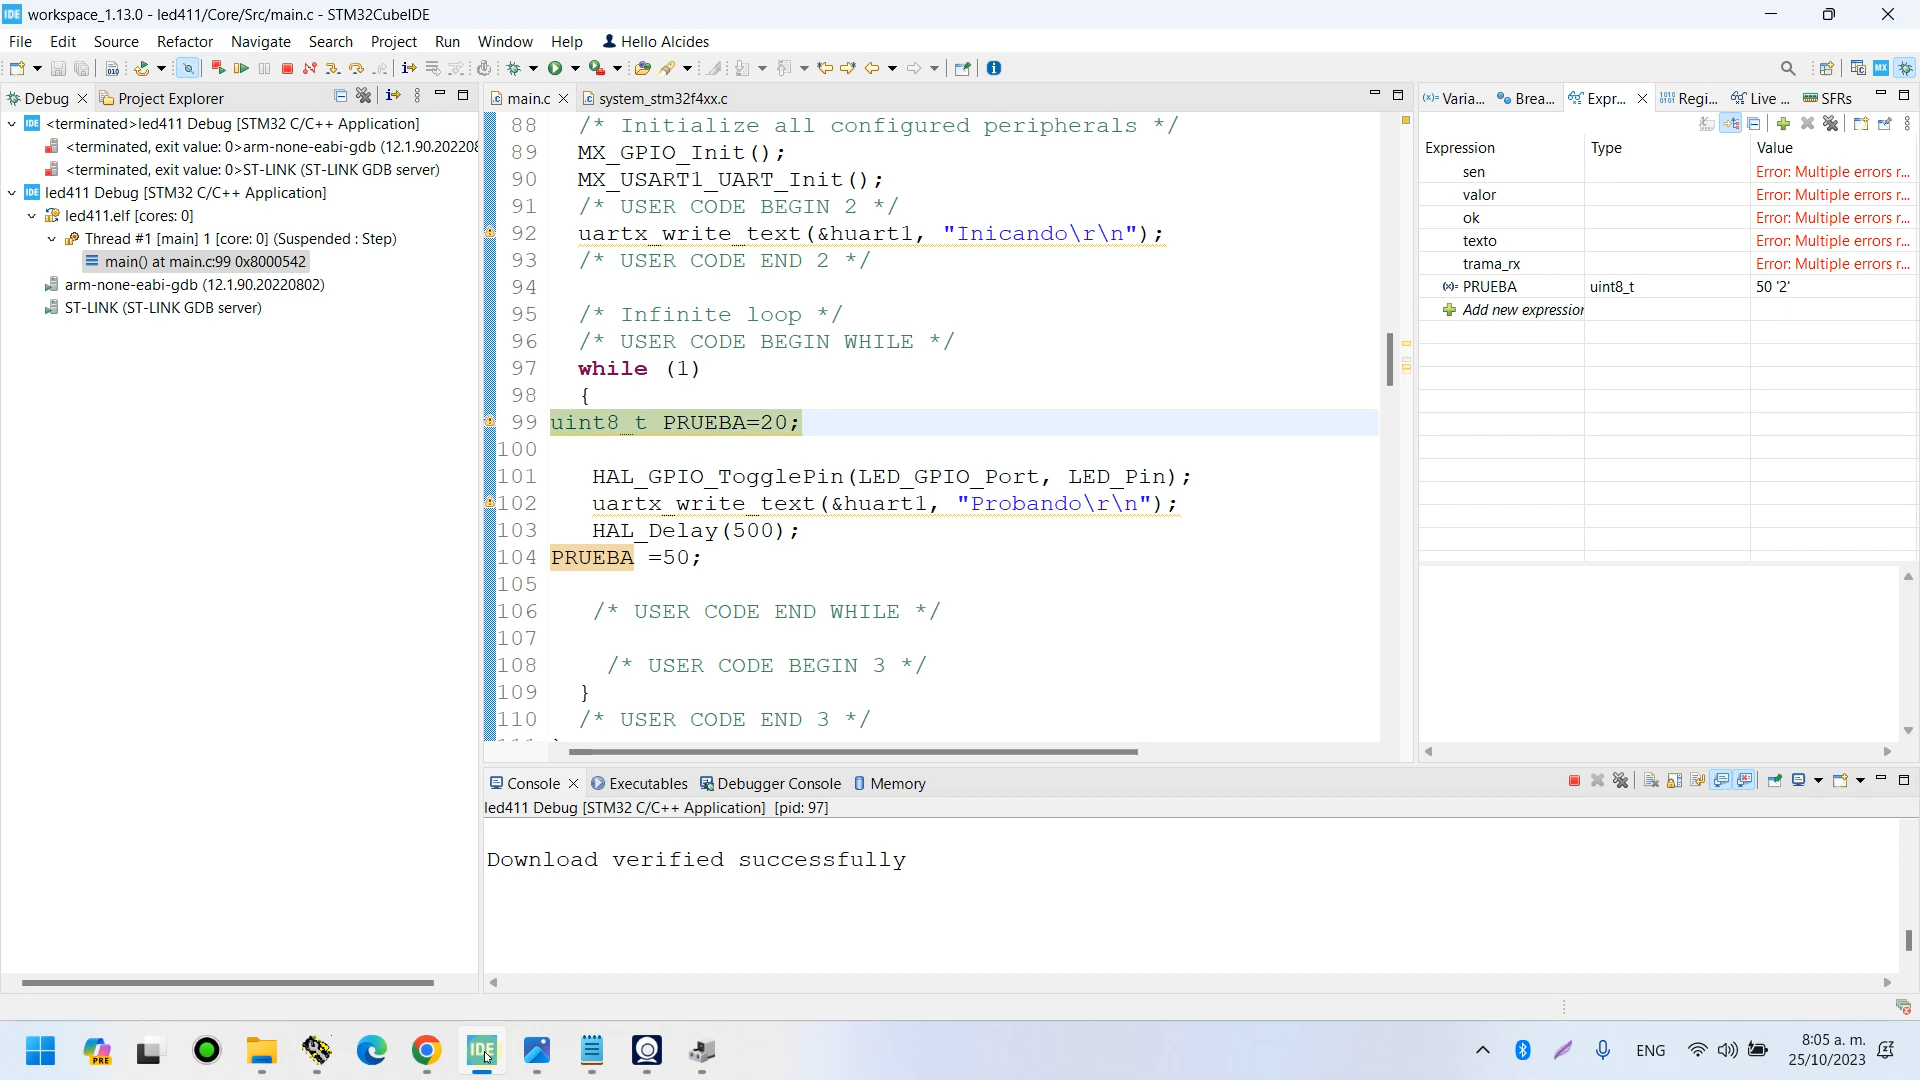 workspace_1.13.0 - led411/Core/Src/main.c - STM32CubeIDE
File Edit Source Refactor Navigate Search Project Run Window Help Hello Alcides
Debug Project Explorer
<terminated>led411 Debug [STM32 C/C++ Application]
<terminated, exit value: 0>arm-none-eabi-gdb (12.1.90.202208
<terminated, exit value: 0>ST-LINK (ST-LINK GDB server)
led411 Debug [STM32 C/C++ Application]
led411.elf [cores: 0]
Thread #1 [main] 1 [core: 0] (Suspended : Step)
main() at main.c:99 0x8000542
arm-none-eabi-gdb (12.1.90.20220802)
ST-LINK (ST-LINK GDB server)
main.c system_stm32f4xx.c
88 /* Initialize all configured peripherals */
89 MX_GPIO_Init();
90 MX_USART1_UART_Init();
91 /* USER CODE BEGIN 2 */
92 uartx_write_text(&huart1, "Inicando\r\n");
93 /* USER CODE END 2 */
94
95 /* Infinite loop */
96 /* USER CODE BEGIN WHILE */
97 while (1)
98 {
99 uint8_t PRUEBA=20;
100
101 HAL_GPIO_TogglePin(LED_GPIO_Port, LED_Pin);
102 uartx_write_text(&huart1, "Probando\r\n");
103 HAL_Delay(500);
104 PRUEBA =50;
105
106 /* USER CODE END WHILE */
107
108 /* USER CODE BEGIN 3 */
109 }
110 /* USER CODE END 3 */
(x)= Varia... Brea... Expr... Regi... Live ... SFRs
Expression Type Value
sen Error: Multiple errors r...
valor Error: Multiple errors r...
ok Error: Multiple errors r...
texto Error: Multiple errors r...
trama_rx Error: Multiple errors r...
(x)= PRUEBA uint8_t 50 '2'
Add new expression
Console Executables Debugger Console Memory
led411 Debug [STM32 C/C++ Application] [pid: 97]
Download verified successfully
IDE
PRE
ENG
8:05 a. m.
25/10/2023